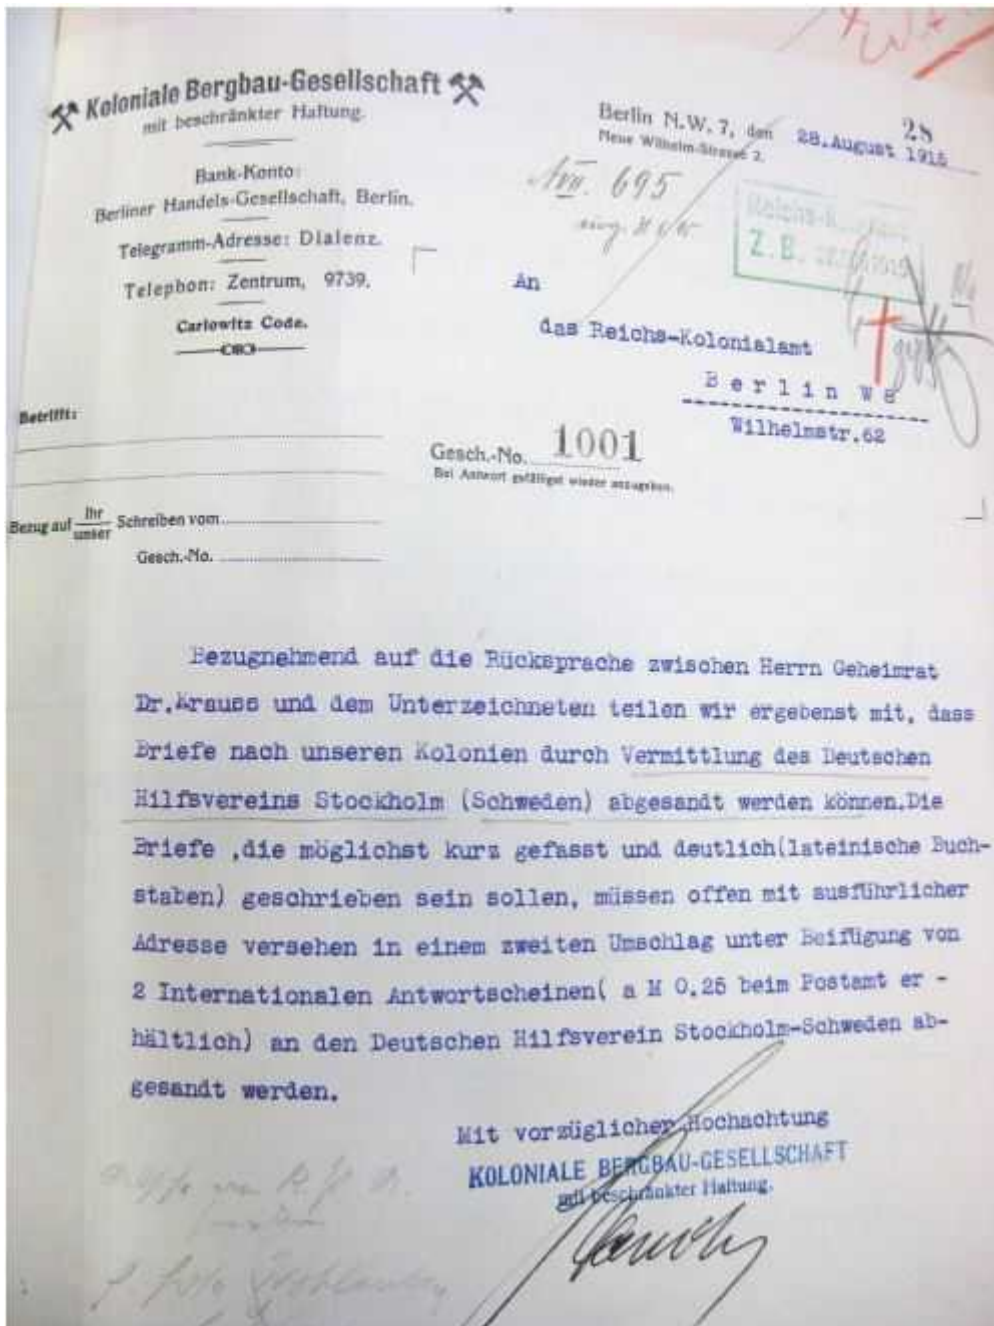 Koloniale Bergbau-Gesellschaft
mit beschränkter Haftung.
Bank-Konto:
Berliner Handels-Gesellschaft, Berlin.
Telegramm-Adresse: Dialenz.
Telephon: Zentrum, 9739.
Carlowitz Code.
28
Berlin N.W. 7, den 28.August 1915
Neue Wilhelm-Strasse 2.
695
Z.B.
An
das Reichs-Kolonialamt
Berlin W8
Wilhelmstr.62
Betrifft:
Gesch.-No. 1001
Bei Antwort gefälligst wieder anzugeben.
Bezug auf Ihr/unser Schreiben vom
Gesch.-No.
Bezugnehmend auf die Rücksprache zwischen Herrn Geheimrat
Dr.Krauss und dem Unterzeichneten teilen wir ergebenst mit, dass
Briefe nach unseren Kolonien durch Vermittlung des Deutschen
Hilfsvereins Stockholm (Schweden) abgesandt werden können.Die
Briefe ,die möglichst kurz gefasst und deutlich(lateinische Buch-
staben) geschrieben sein sollen, müssen offen mit ausführlicher
Adresse versehen in einem zweiten Umschlag unter Beifügung von
2 Internationalen Antwortscheinen( a M 0.25 beim Postamt er -
hältlich) an den Deutschen Hilfsverein Stockholm-Schweden ab-
gesandt werden.
Mit vorzüglicher Hochachtung
KOLONIALE BERGBAU-GESELLSCHAFT
mit beschränkter Haftung.